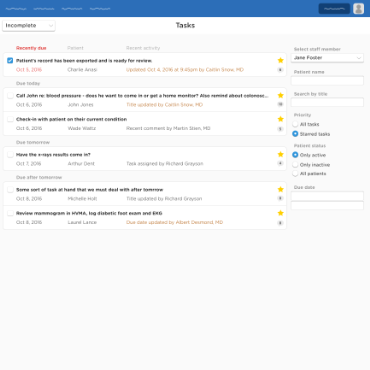 Incomplete
Tasks
Recently due
Patient
Recent activity
Patient's record has been exported and is ready for review.
Oct 3, 2016
Charlie Ansai
Updated Oct 4, 2016 at 9:40am by Caitlin Snow, MD
Due today
Call John re: blood pressure - does he want to come in or get a home monitor? Also remind about colonosc...
Oct 6, 2016
John Jones
Title updated by Caitlin Snow, MD
Check-in with patient on their current condition
Oct 6, 2016
Wade Waltz
Recent comment by Martin Stein, MD
Due tomorrow
Have the x-rays results come in?
Oct 7, 2016
Arthur Dent
Task assigned by Richard Grayson
Due after tomorrow
Some sort of task at hand that we must deal with after tomorrow
Oct 8, 2016
Michelle Holt
Title updated by Richard Grayson
Review mammogram in HVMA, log diabetic foot exam and EKG
Oct 8, 2016
Laurel Lance
Due date updated by Albert Desmond, MD
Select staff member
Jane Foster
Patient name
Search by title
Priority
All tasks
Starred tasks
Patient status
Only active
Only inactive
All patients
Due date